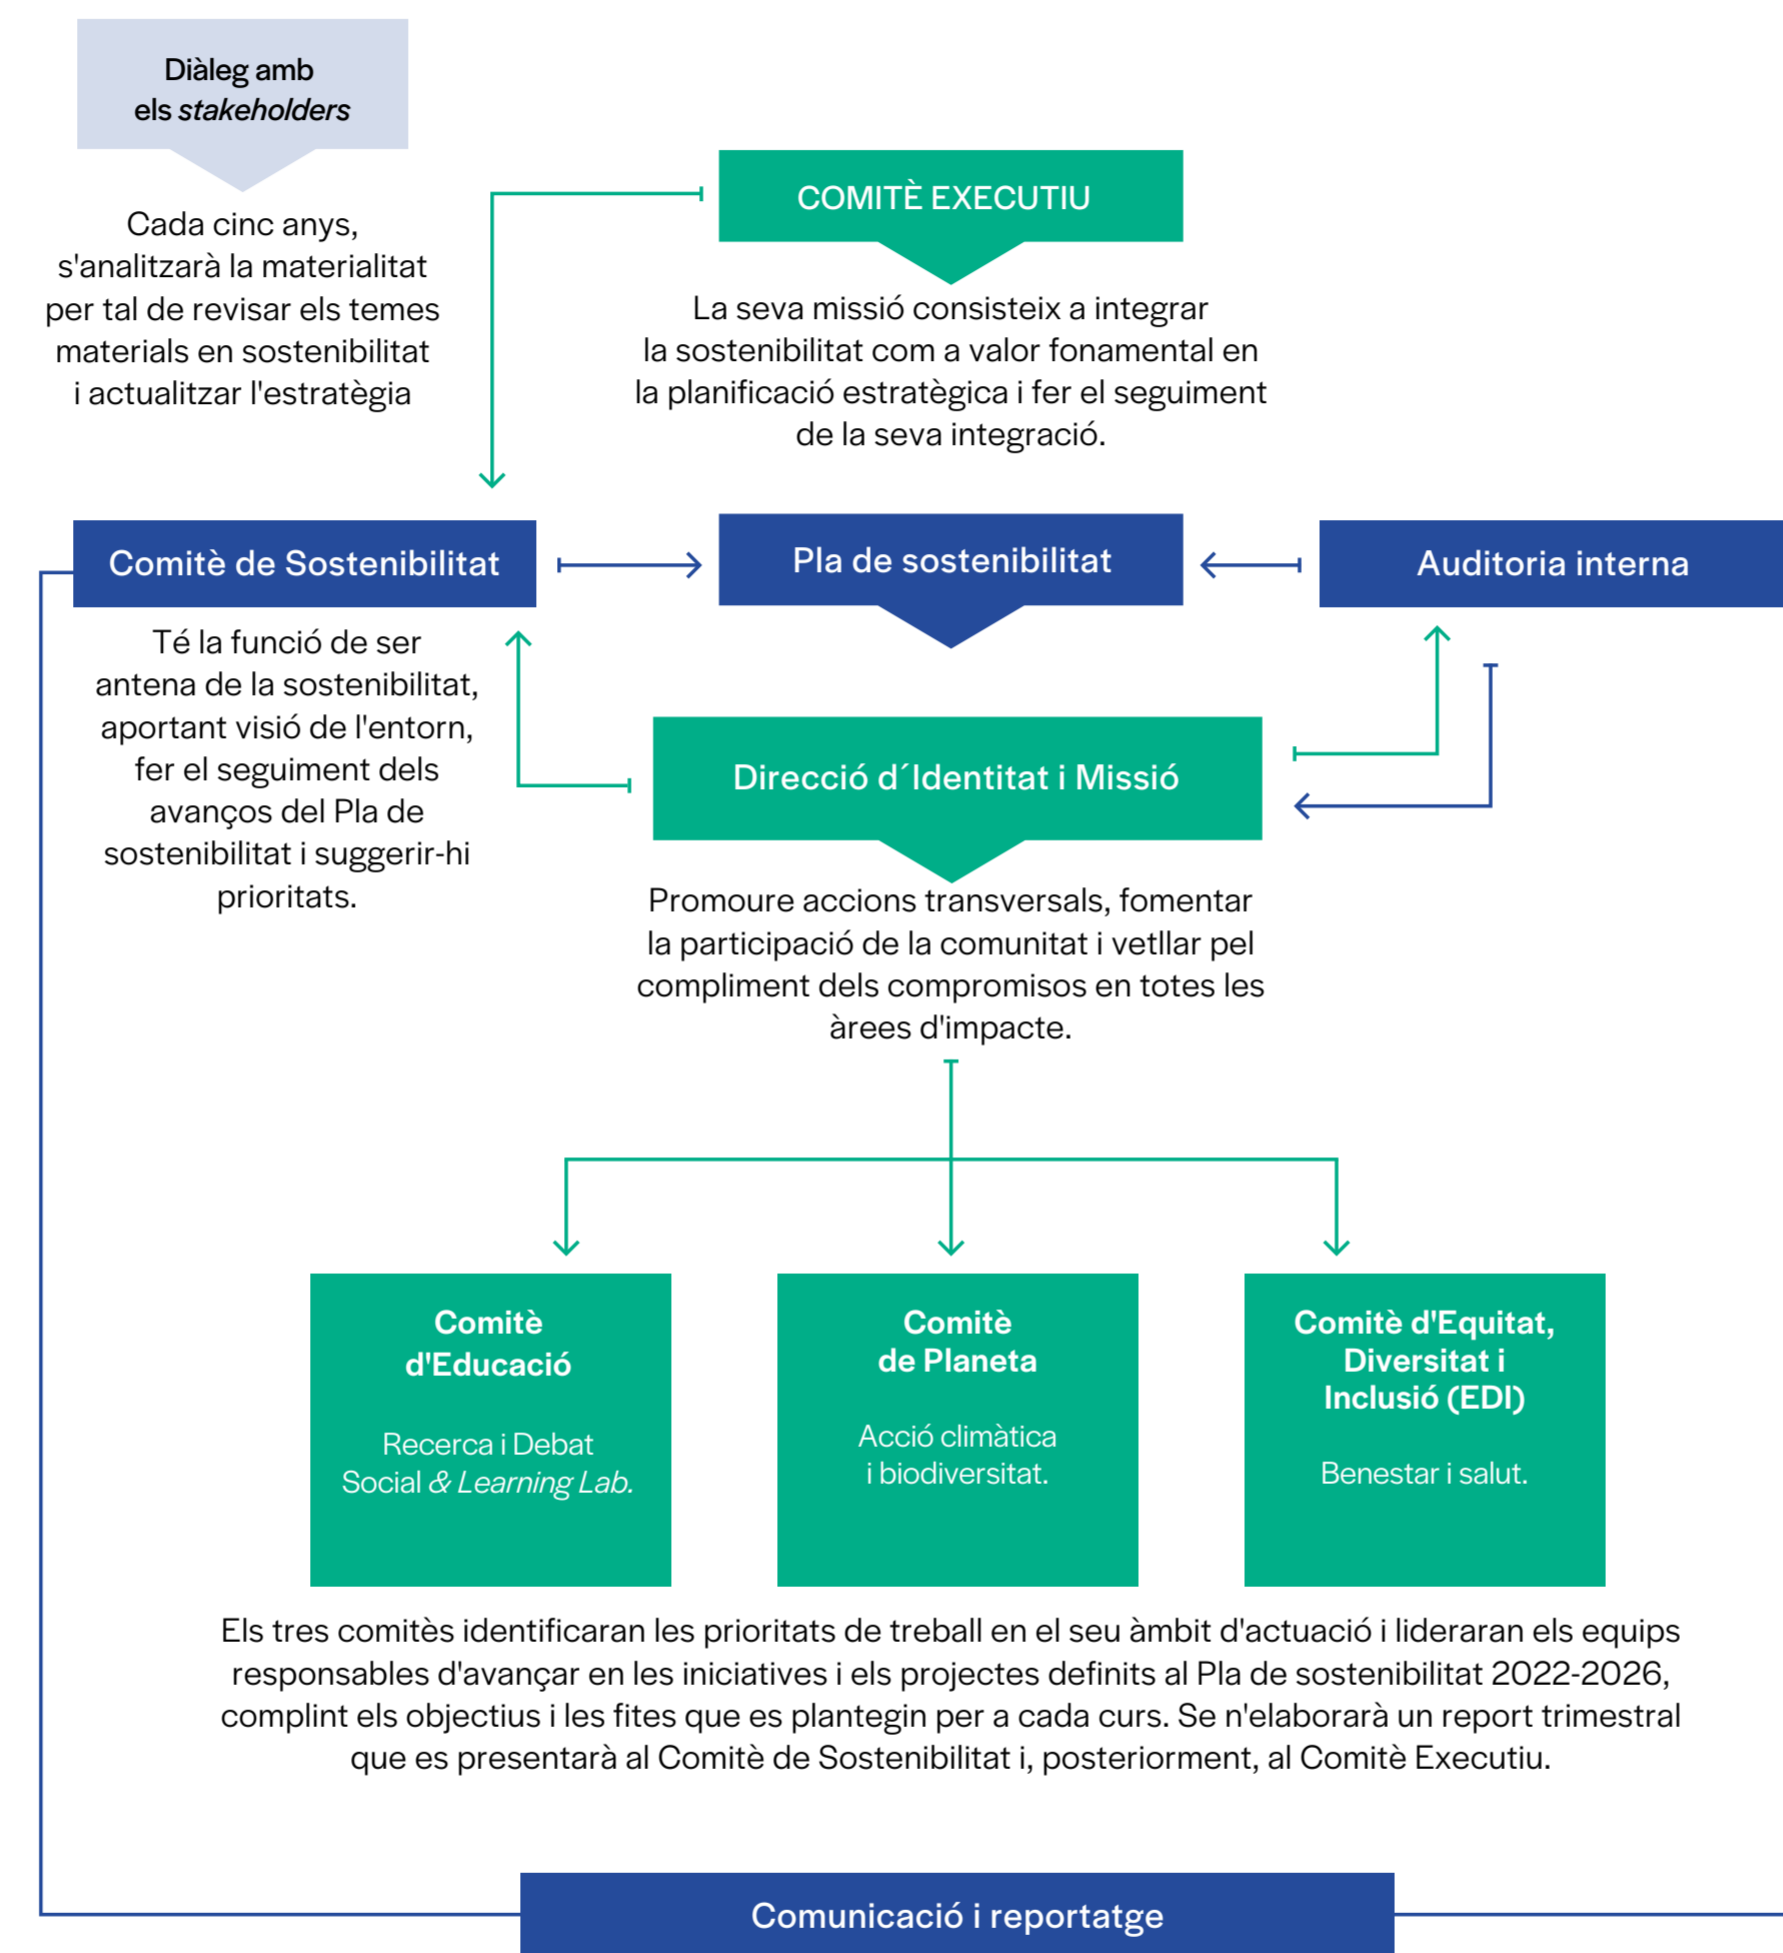 Diàleg amb
els stakeholders
Cada cinc anys,
s'analitzarà la materialitat
per tal de revisar els temes
materials en sostenibilitat
i actualitzar l'estratègia
COMITÈ EXECUTIU
La seva missió consisteix a integrar
la sostenibilitat com a valor fonamental en
la planificació estratègica i fer el seguiment
de la seva integració.
Comitè de Sostenibilitat
Pla de sostenibilitat
Auditoria interna
Té la funció de ser
antena de la sostenibilitat,
aportant visió de l'entorn,
fer el seguiment dels
avanços del Pla de
sostenibilitat i suggerir-hi
prioritats.
Direcció d´Identitat i Missió
Promoure accions transversals, fomentar
la participació de la comunitat i vetllar pel
compliment dels compromisos en totes les
àrees d'impacte.
Comitè
d'Educació
Recerca i Debat
Social & Learning Lab.
Comitè
de Planeta
Acció climàtica
i biodiversitat.
Comitè d'Equitat,
Diversitat i
Inclusió (EDI)
Benestar i salut.
Els tres comitès identificaran les prioritats de treball en el seu àmbit d'actuació i lideraran els equips
responsables d'avançar en les iniciatives i els projectes definits al Pla de sostenibilitat 2022-2026,
complint els objectius i les fites que es plantegin per a cada curs. Se n'elaborarà un report trimestral
que es presentarà al Comitè de Sostenibilitat i, posteriorment, al Comitè Executiu.
Comunicació i reportatge